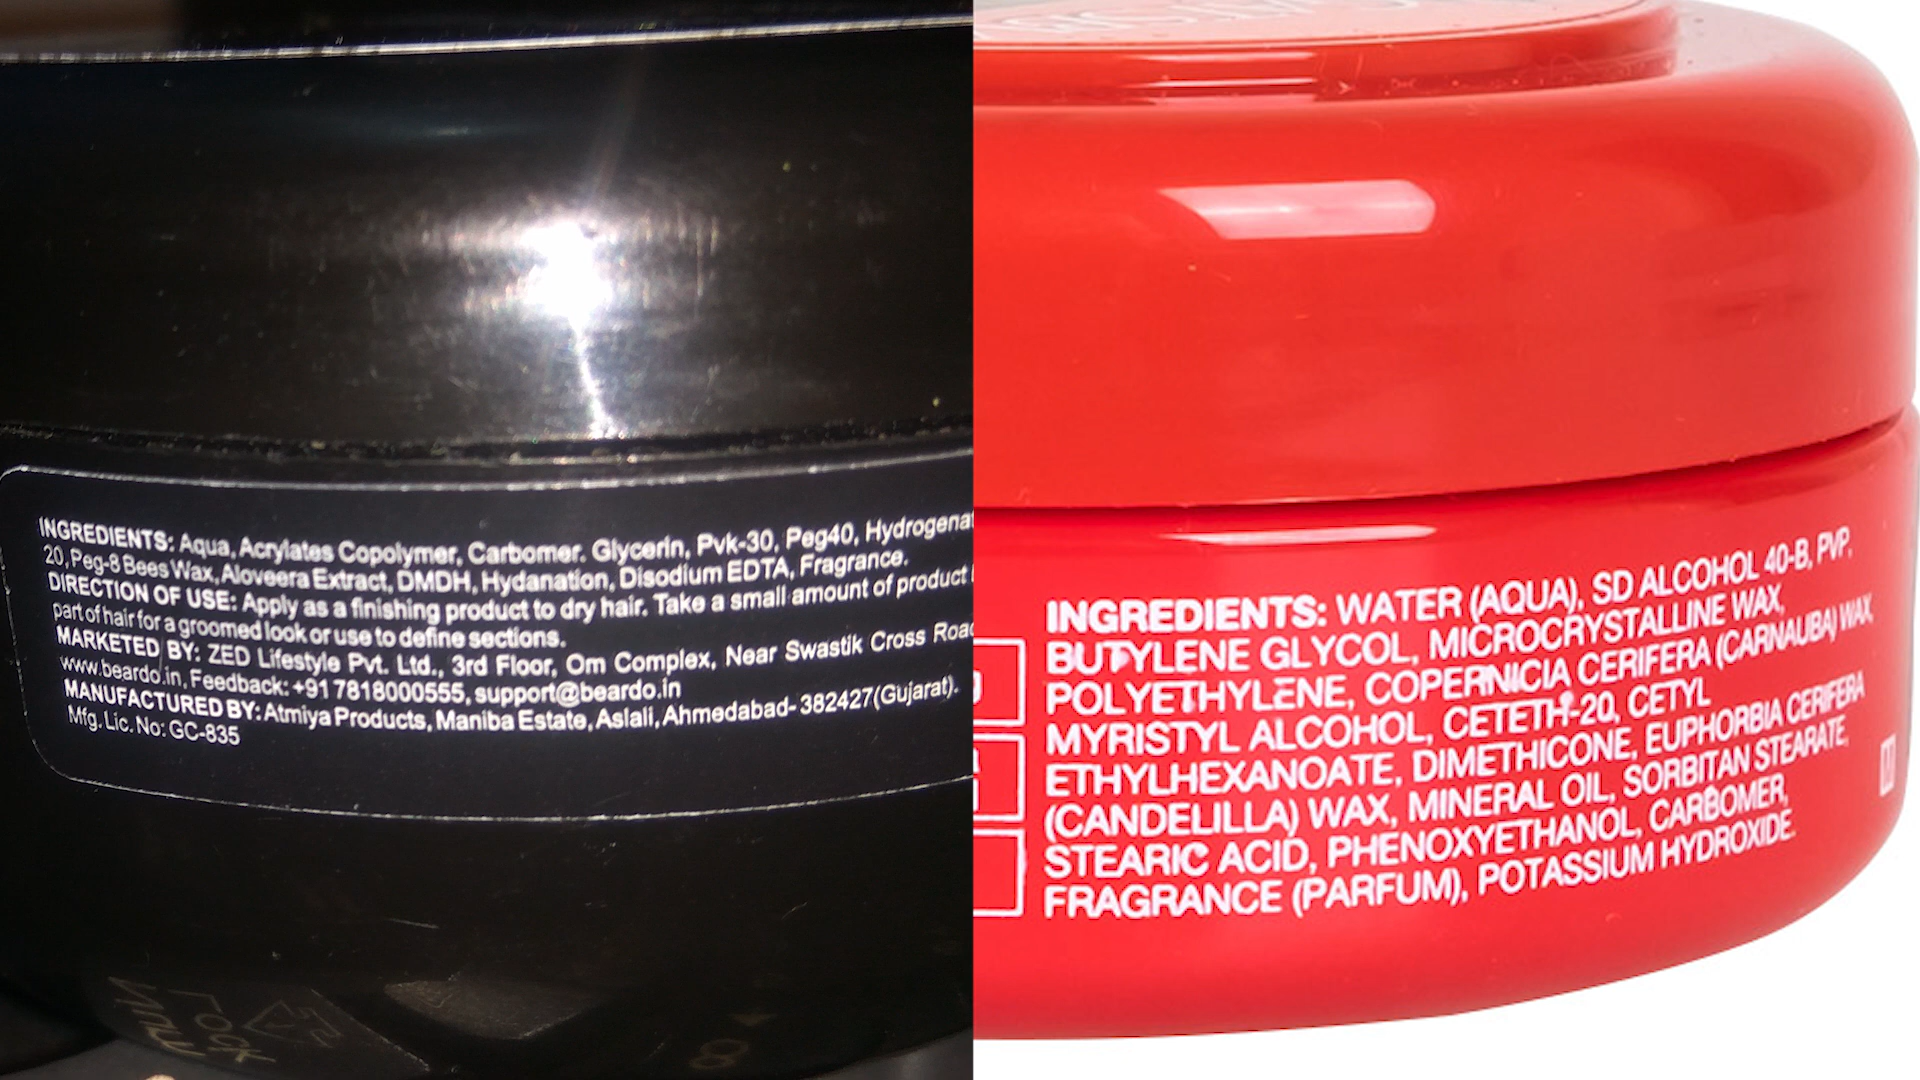 INGREDIENTS: Aqua, Acrylates Copolymer, Carbomer. Glycerin, Pvk-30, Peg40, Hydrogenat
20, Peg-8 Bees Wax, Aloveera Extract, DMDH, Hydanation, Disodium EDTA, Fragrance.
DIRECTION OF USE: Apply as a finishing product to dry hair. Take a small amount of product
part of hair for a groomed look or use to define sections.
MARKETED BY: ZED Lifestyle Pvt. Ltd., 3rd Floor, Om Complex, Near Swastik Cross Road
www.beardo.in, Feedback: +91 7818000555, support@beardo.in
MANUFACTURED BY: Atmiya Products, Maniba Estate, Aslali, Ahmedabad- 382427(Gujarat).
Mfg. Lic. No: GC-835
INGREDIENTS: WATER (AQUA), SD ALCOHOL 40-B, PVP,
BUTYLENE GLYCOL, MICROCRYSTALLINE WAX,
POLYETHYLENE, COPERNICIA CERIFERA (CARNAUBA) WAX,
MYRISTYL ALCOHOL, CETETH-20, CETYL
ETHYLHEXANOATE, DIMETHICONE, EUPHORBIA CERIFERA
(CANDELILLA) WAX, MINERAL OIL, SORBITAN STEARATE,
STEARIC ACID, PHENOXYETHANOL, CARBOMER,
FRAGRANCE (PARFUM), POTASSIUM HYDROXIDE.